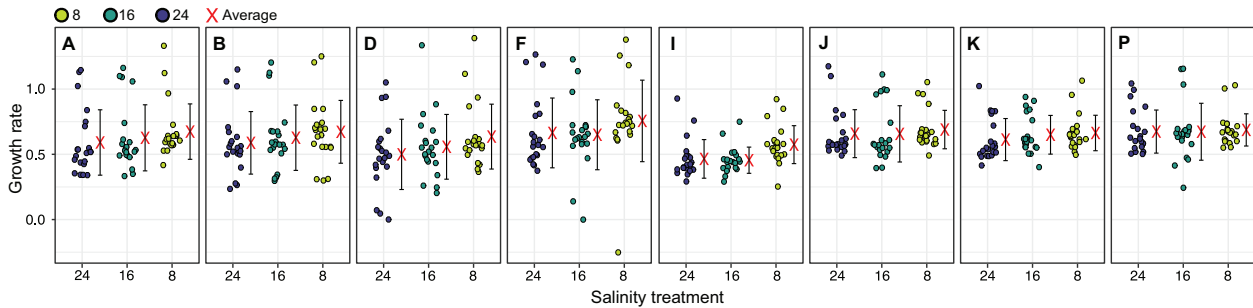 8 16 24 Average
A B D F I J K P
Growth rate
1.0
0.5
0.0
24 16 8 24 16 8 24 16 8 24 16 8 24 16 8 24 16 8 24 16 8 24 16 8
Salinity treatment